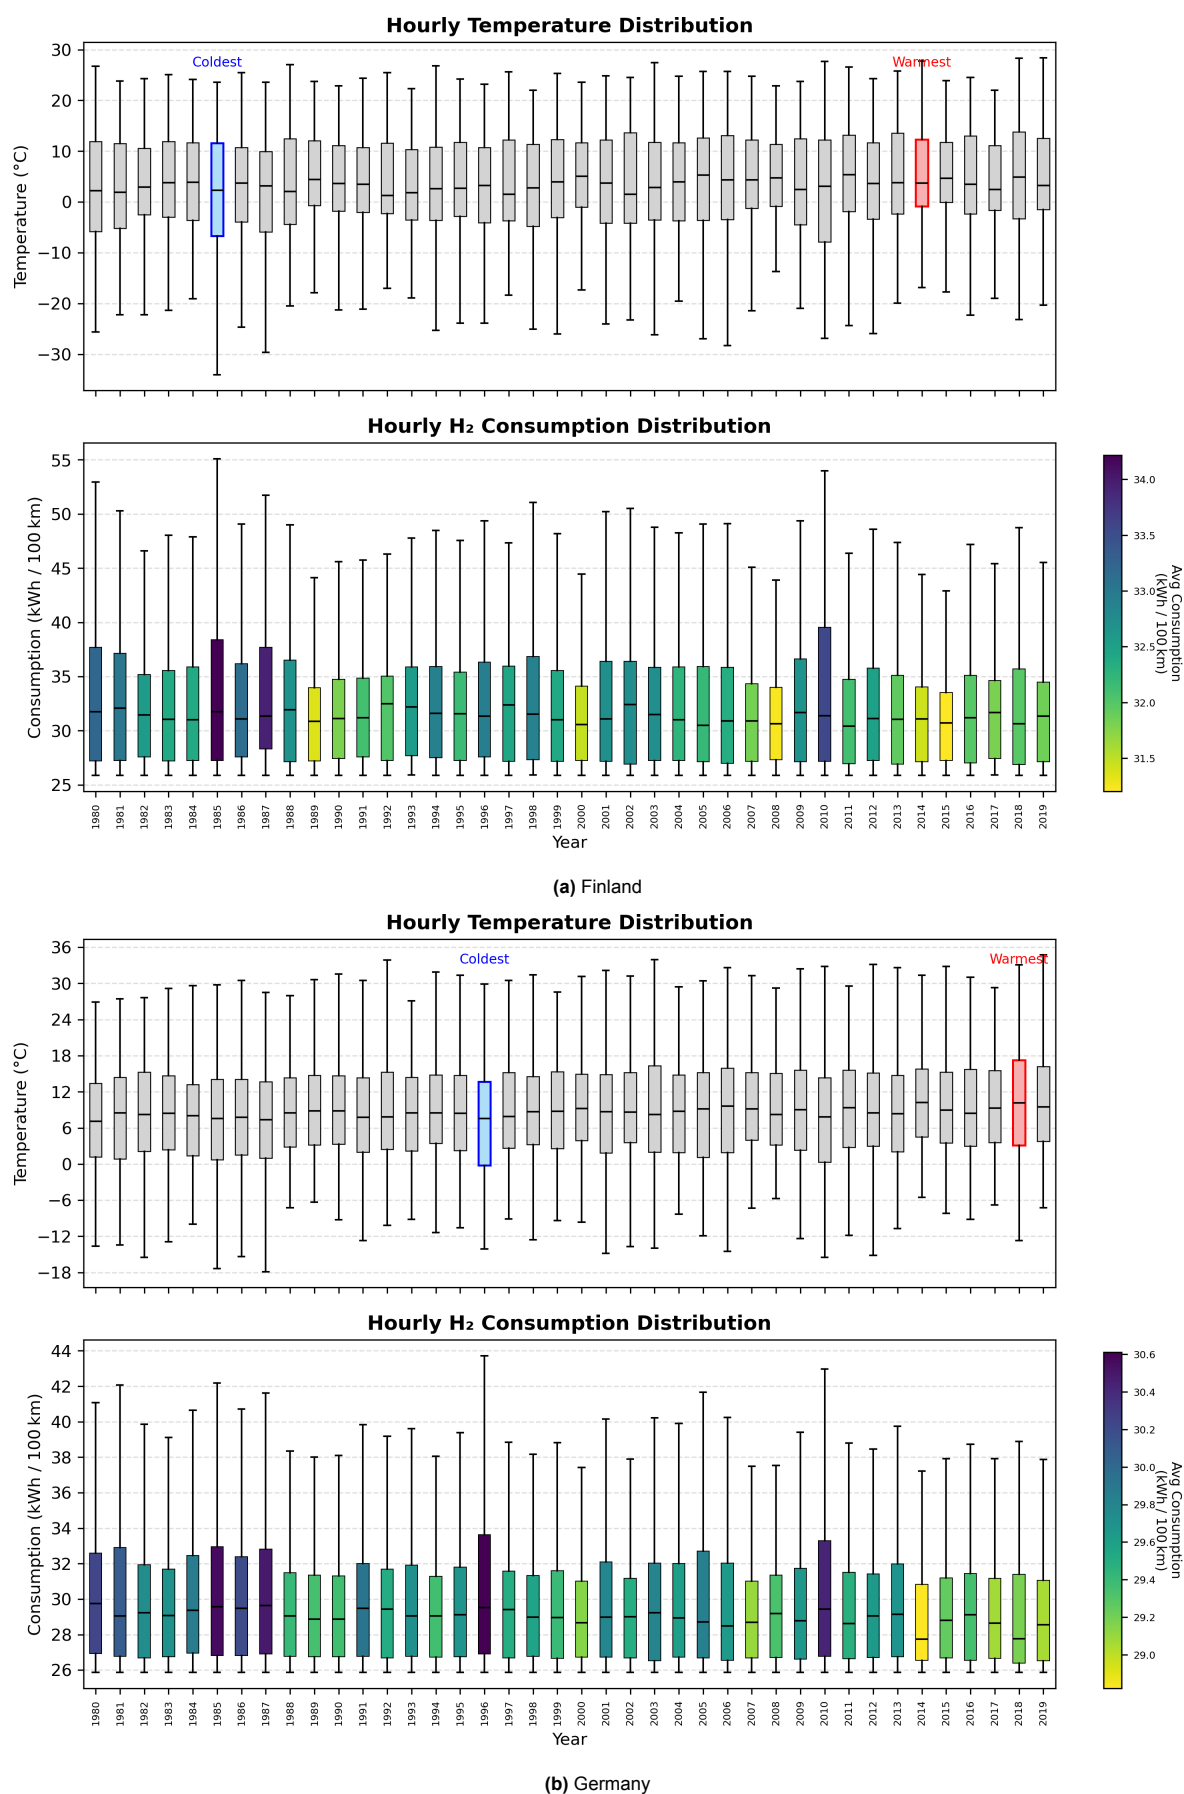 Hourly Temperature Distribution
Coldest
Warmest
30
20
10
0
−10
−20
−30
Temperature (°C)
Hourly H₂ Consumption Distribution
55
50
45
40
35
30
25
Consumption (kWh / 100 km)
1980 1981 1982 1983 1984 1985 1986 1987 1988 1989 1990 1991 1992 1993 1994 1995 1996 1997 1998 1999 2000 2001 2002 2003 2004 2005 2006 2007 2008 2009 2010 2011 2012 2013 2014 2015 2016 2017 2018 2019
Year
34.0
33.5
33.0
32.5
32.0
31.5
Avg Consumption
(kWh / 100 km)
(a) Finland
Hourly Temperature Distribution
Coldest
Warmest
36
30
24
18
12
6
0
−6
−12
−18
Temperature (°C)
Hourly H₂ Consumption Distribution
44
42
40
38
36
34
32
30
28
26
Consumption (kWh / 100 km)
1980 1981 1982 1983 1984 1985 1986 1987 1988 1989 1990 1991 1992 1993 1994 1995 1996 1997 1998 1999 2000 2001 2002 2003 2004 2005 2006 2007 2008 2009 2010 2011 2012 2013 2014 2015 2016 2017 2018 2019
Year
30.6
30.4
30.2
30.0
29.8
29.6
29.4
29.2
29.0
Avg Consumption
(kWh / 100 km)
(b) Germany